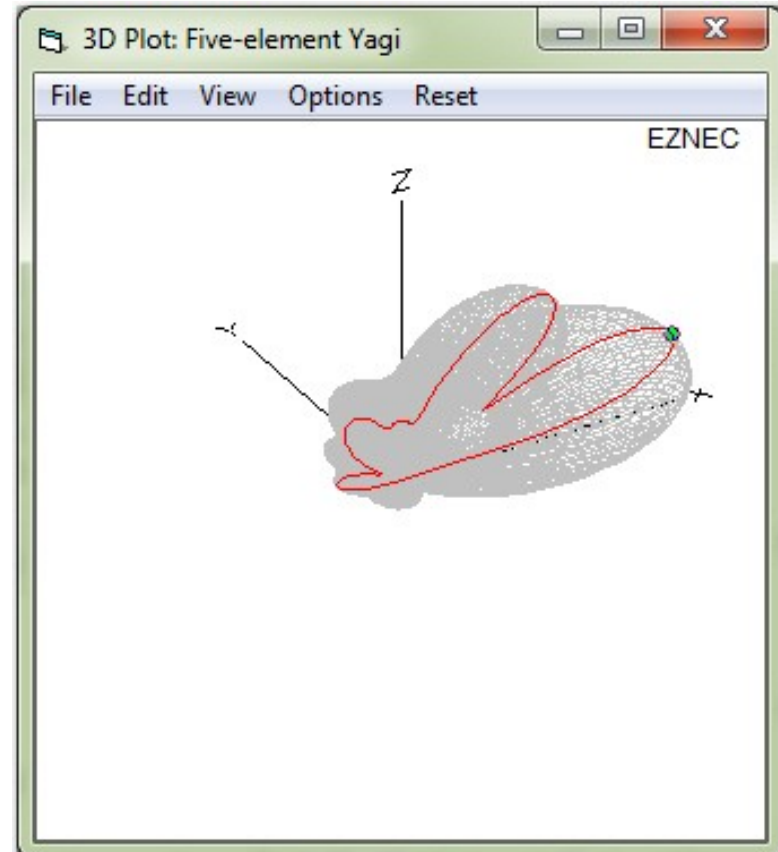 3D Plot: Five-element Yagi
File Edit View Options Reset
EZNEC
Z
Y
X